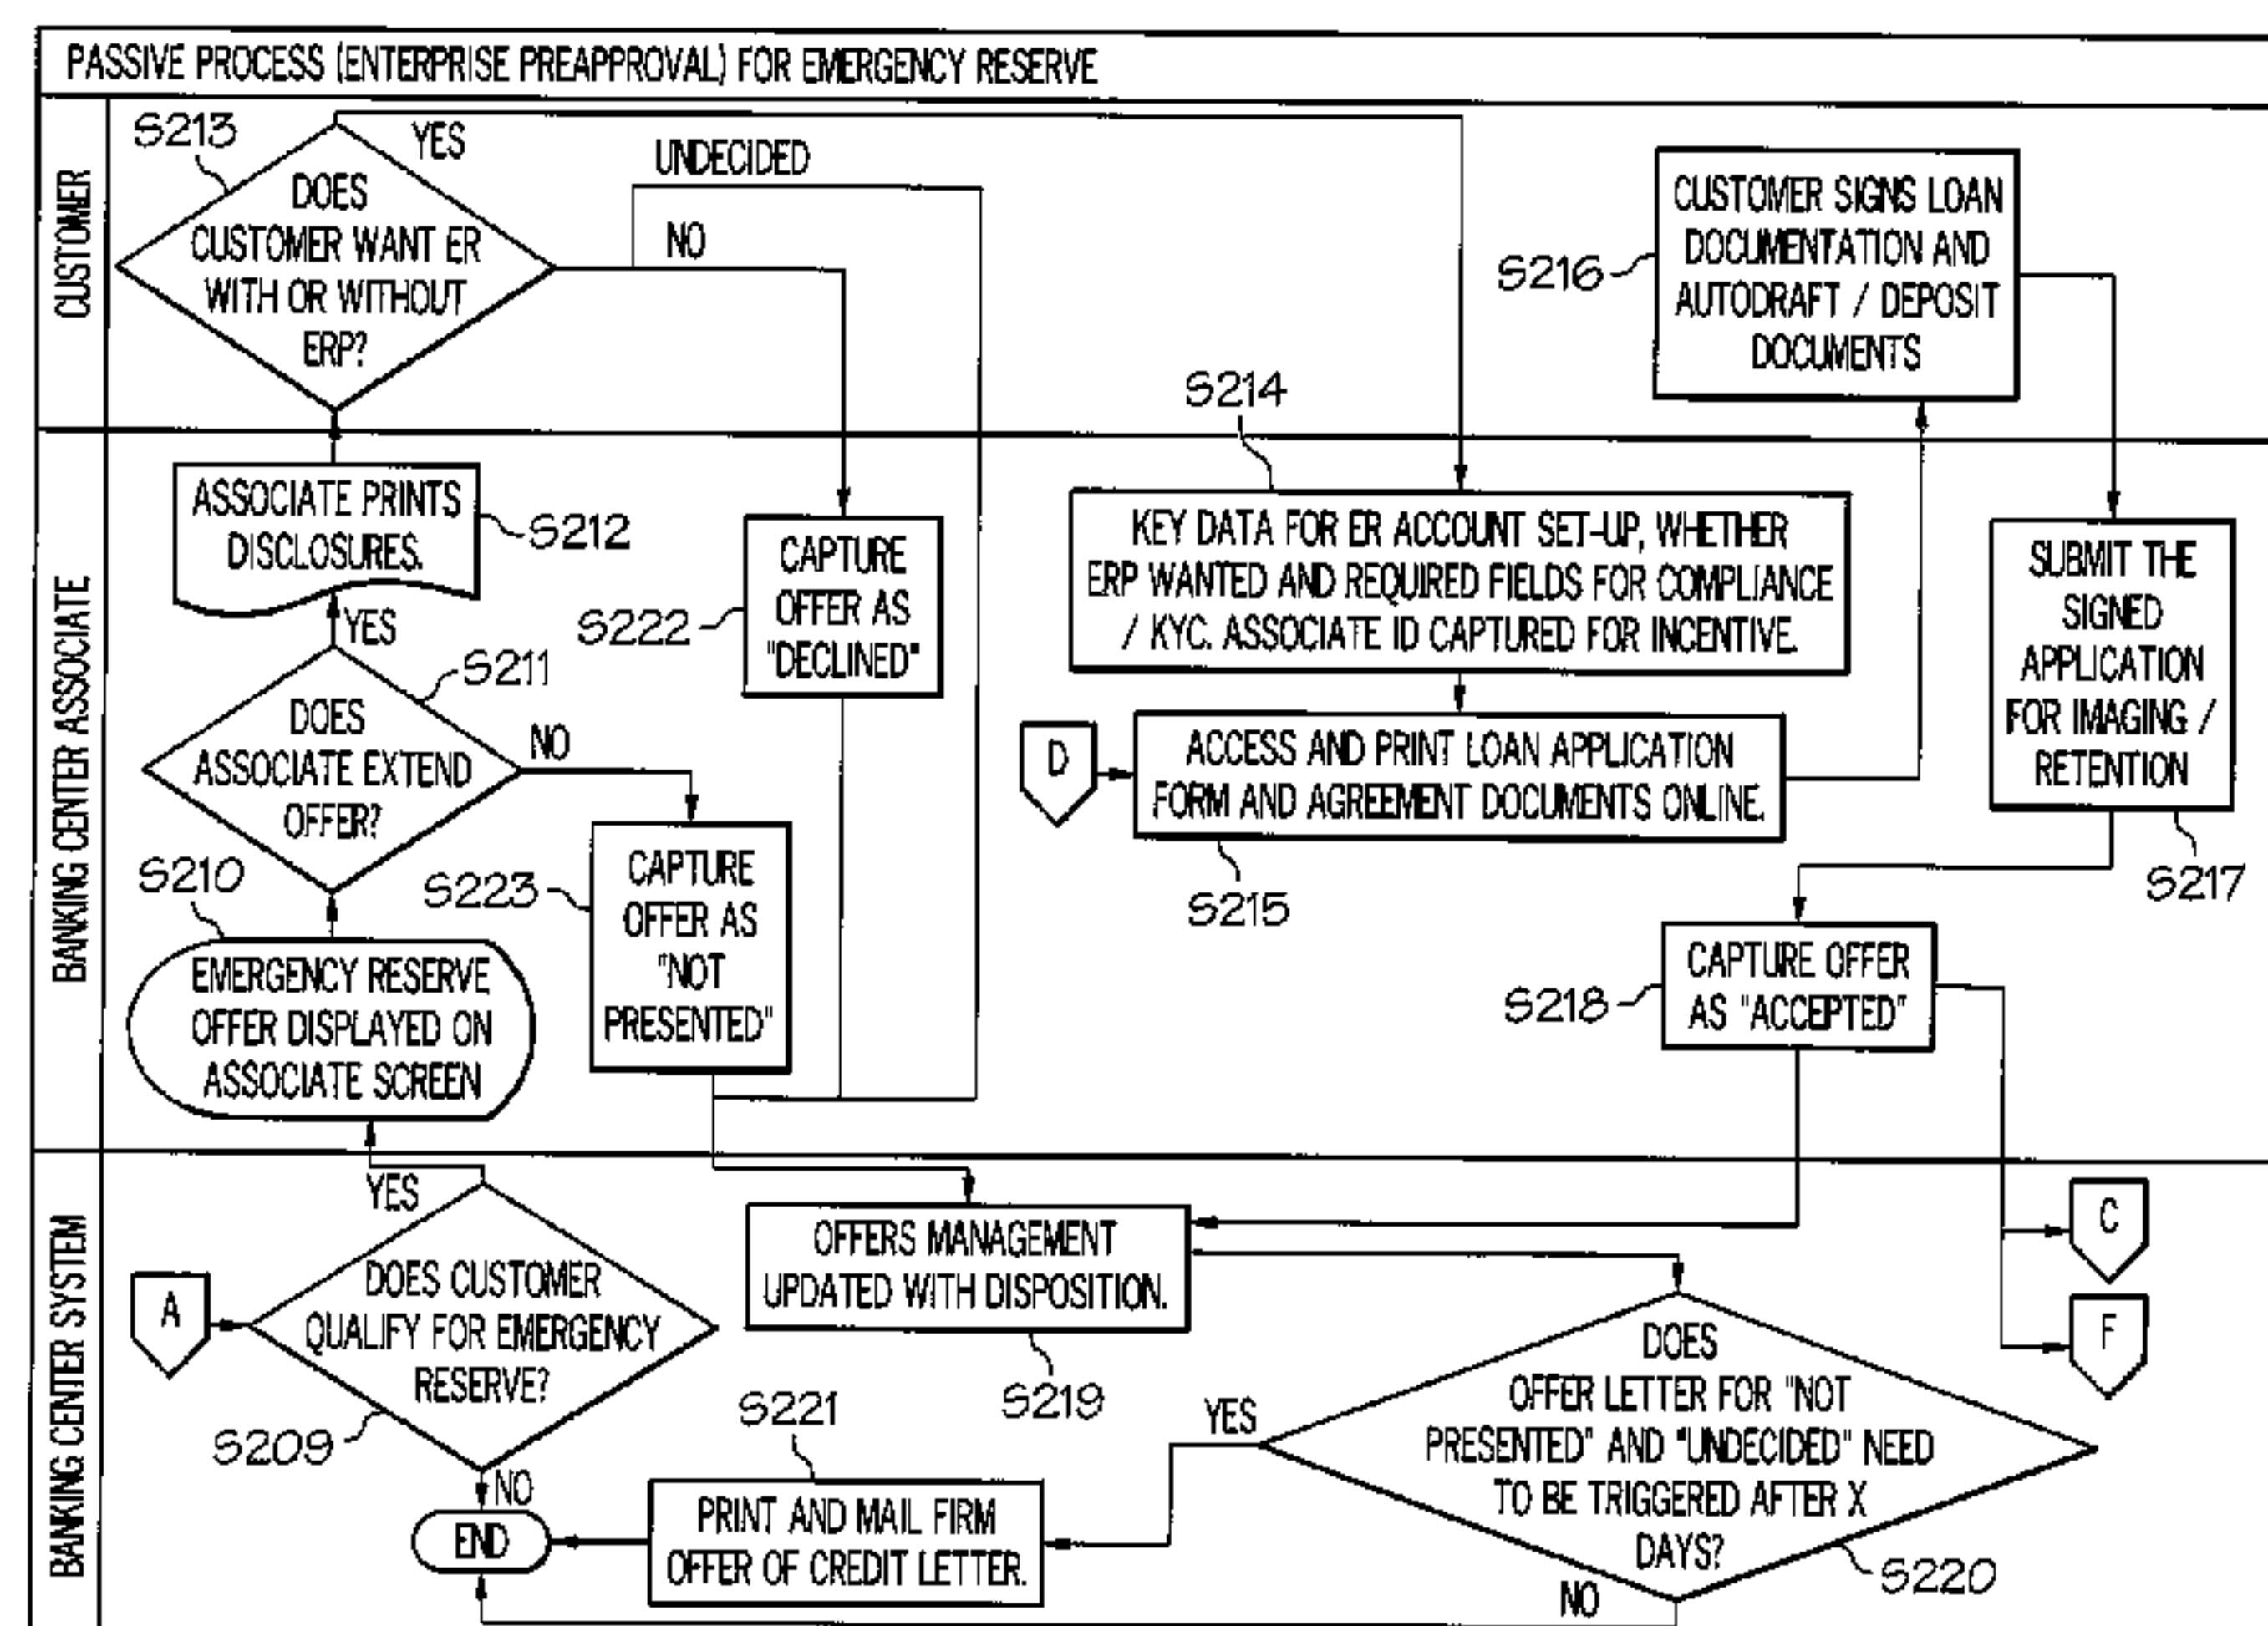 PASSIVE PROCESS (ENTERPRISE PREAPPROVAL) FOR EMERGENCY RESERVE
CUSTOMER
S213
DOES
CUSTOMER WANT ER
WITH OR WITHOUT
ERP?
YES
UNDECIDED
NO
CUSTOMER SIGNS LOAN
DOCUMENTATION AND
AUTODRAFT / DEPOSIT
DOCUMENTS
S216
BANKING CENTER ASSOCIATE
ASSOCIATE PRINTS
DISCLOSURES.
S212
YES
S211
DOES
ASSOCIATE EXTEND
OFFER?
NO
S210
EMERGENCY RESERVE
OFFER DISPLAYED ON
ASSOCIATE SCREEN
CAPTURE
OFFER AS
"DECLINED"
S222
S223
CAPTURE
OFFER AS
"NOT
PRESENTED"
S214
KEY DATA FOR ER ACCOUNT SET-UP, WHETHER
ERP WANTED AND REQUIRED FIELDS FOR COMPLIANCE
/ KYC. ASSOCIATE ID CAPTURED FOR INCENTIVE.
D
ACCESS AND PRINT LOAN APPLICATION
FORM AND AGREEMENT DOCUMENTS ONLINE.
S215
SUBMIT THE
SIGNED
APPLICATION
FOR IMAGING /
RETENTION
S217
S218
CAPTURE OFFER
AS "ACCEPTED"
BANKING CENTER SYSTEM
YES
A
DOES CUSTOMER
QUALIFY FOR EMERGENCY
RESERVE?
S209
NO
END
OFFERS MANAGEMENT
UPDATED WITH DISPOSITION.
S219
S221
PRINT AND MAIL FIRM
OFFER OF CREDIT LETTER.
YES
DOES
OFFER LETTER FOR "NOT
PRESENTED" AND "UNDECIDED" NEED
TO BE TRIGGERED AFTER X
DAYS?
S220
NO
C
F